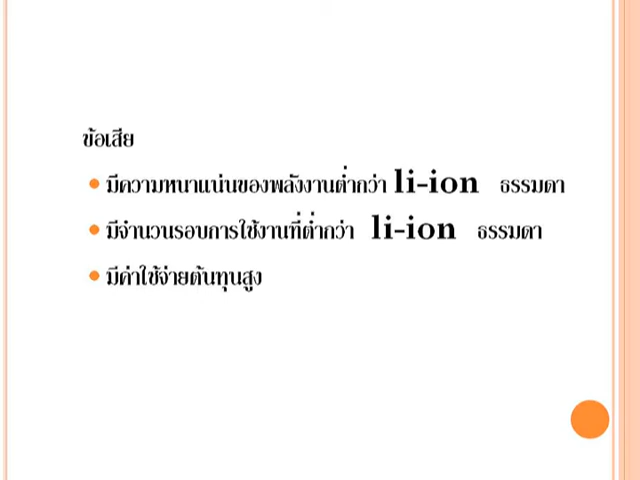 ข้อเสีย
มีความหนาแน่นของพลังงานต่ำกว่า li-ion ธรรมดา
มีจำนวนรอบการใช้งานที่ต่ำกว่า li-ion ธรรมดา
มีค่าใช้จ่ายต้นทุนสูง